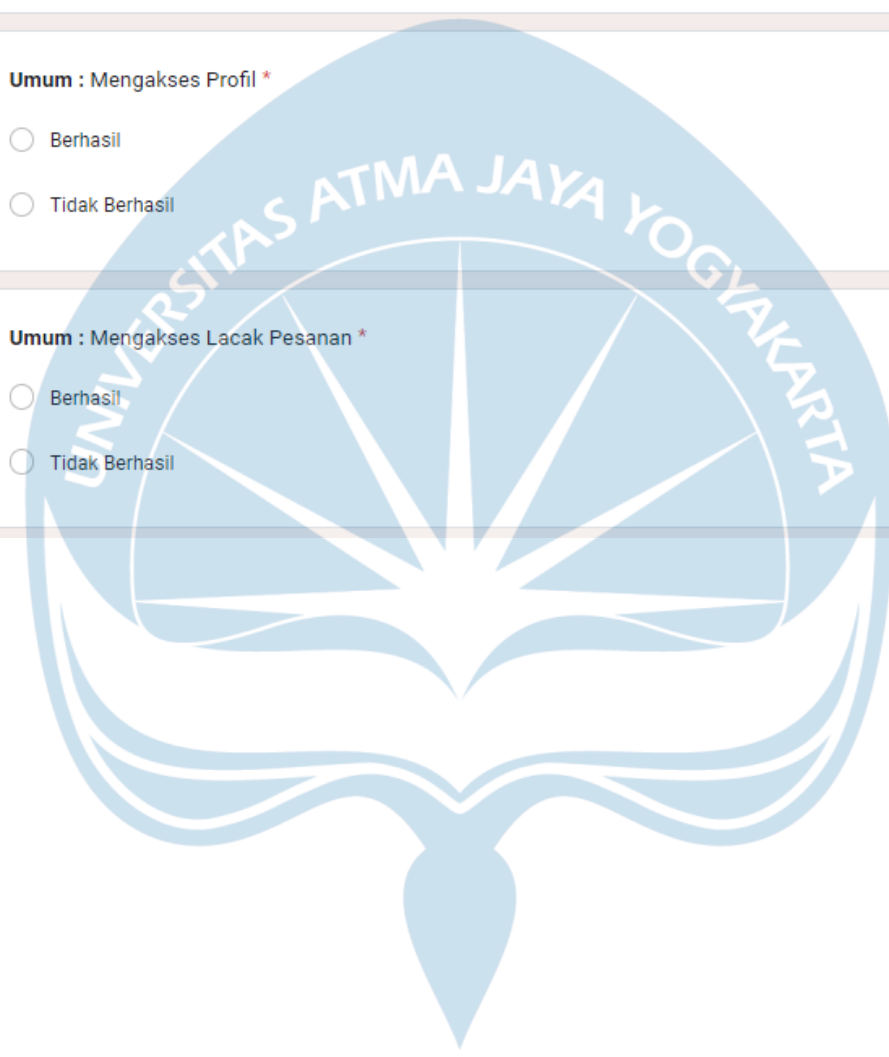 Umum : Mengakses Profil *
Berhasil
Tidak Berhasil
UNIVERSITAS ATMA JAYA YOGYAKARTA
Umum : Mengakses Lacak Pesanan *
Berhasil
Tidak Berhasil